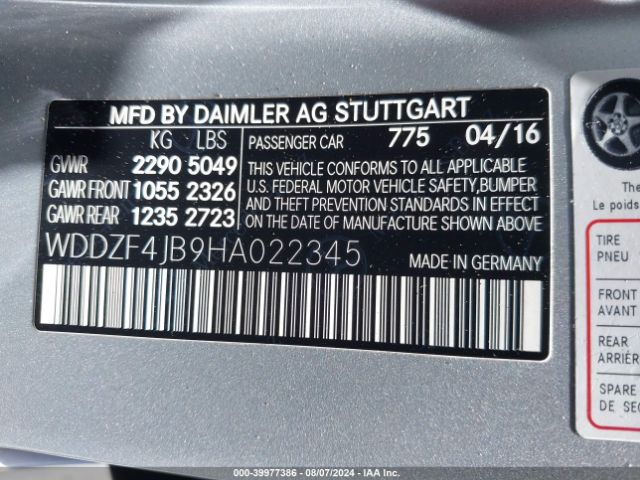 MFD BY DAIMLER AG STUTTGART
KG LBS
GVWR 2290 5049
GAWR FRONT 1055 2326
GAWR REAR 1235 2723
PASSENGER CAR 775 04/16
THIS VEHICLE CONFORMS TO ALL APPLICABLE
U.S. FEDERAL MOTOR VEHICLE SAFETY,BUMPER
AND THEFT PREVENTION STANDARDS IN EFFECT
ON THE DATE OF MANUFACTURE SHOWN ABOVE.
WDDZF4JB9HA022345
MADE IN GERMANY
Le poids
TIRE
PNEU
FRONT
AVANT
REAR
ARRIÈR
SPARE
DE SEC
000-39977386 - 08/07/2024 - IAA Inc.